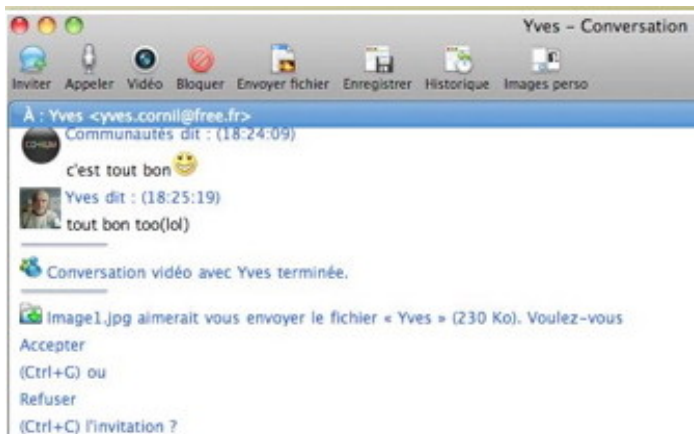 Yves – Conversation
Inviter Appeler Vidéo Bloquer Envoyer fichier Enregistrer Historique Images perso
À : Yves <yves.cornil@free.fr>
Communautés dit : (18:24:09)
c'est tout bon
Yves dit : (18:25:19)
tout bon too(lol)
Conversation vidéo avec Yves terminée.
Image1.jpg aimerait vous envoyer le fichier « Yves » (230 Ko). Voulez-vous
Accepter
(Ctrl+G) ou
Refuser
(Ctrl+C) l'invitation ?